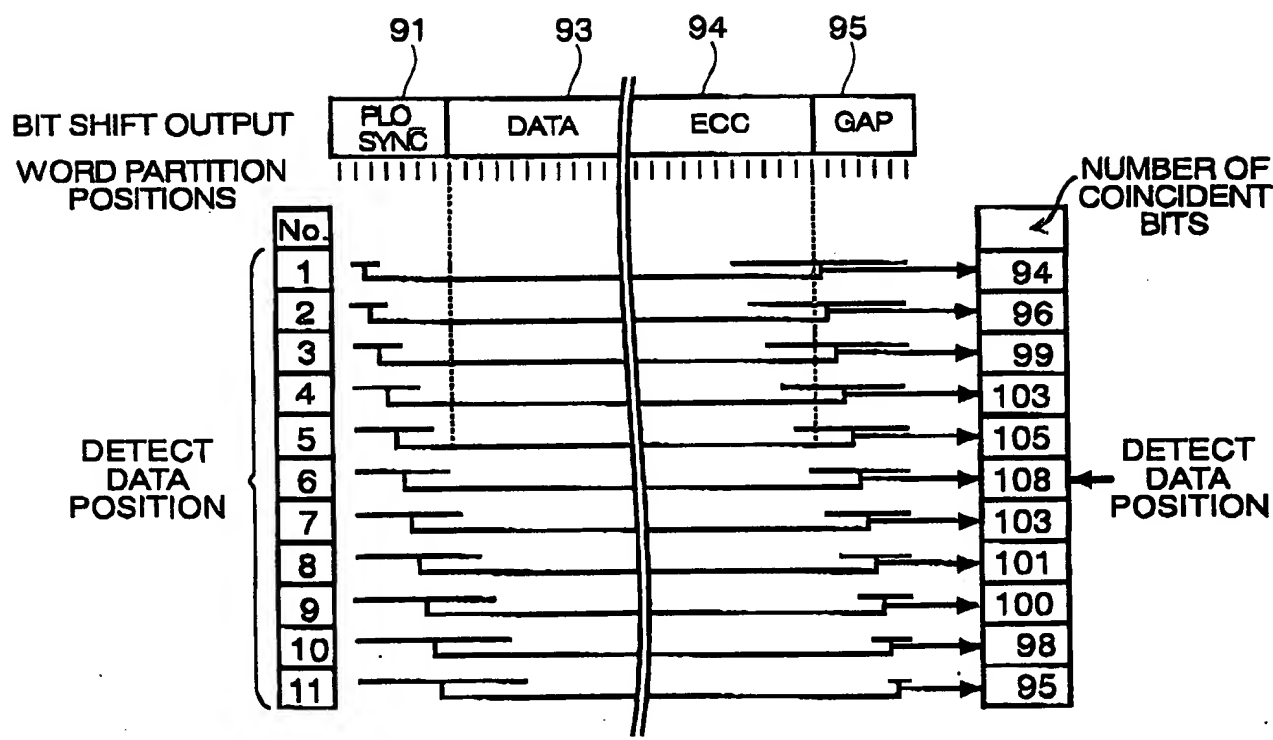 91 93 94 95
BIT SHIFT OUTPUT
PLO SYNC
DATA
ECC
GAP
WORD PARTITION
POSITIONS
NUMBER OF
COINCIDENT
BITS
No.
1 94
2 96
3 99
4 103
5 105
6 108
7 103
8 101
9 100
10 98
11 95
DETECT
DATA
POSITION
DETECT
DATA
POSITION